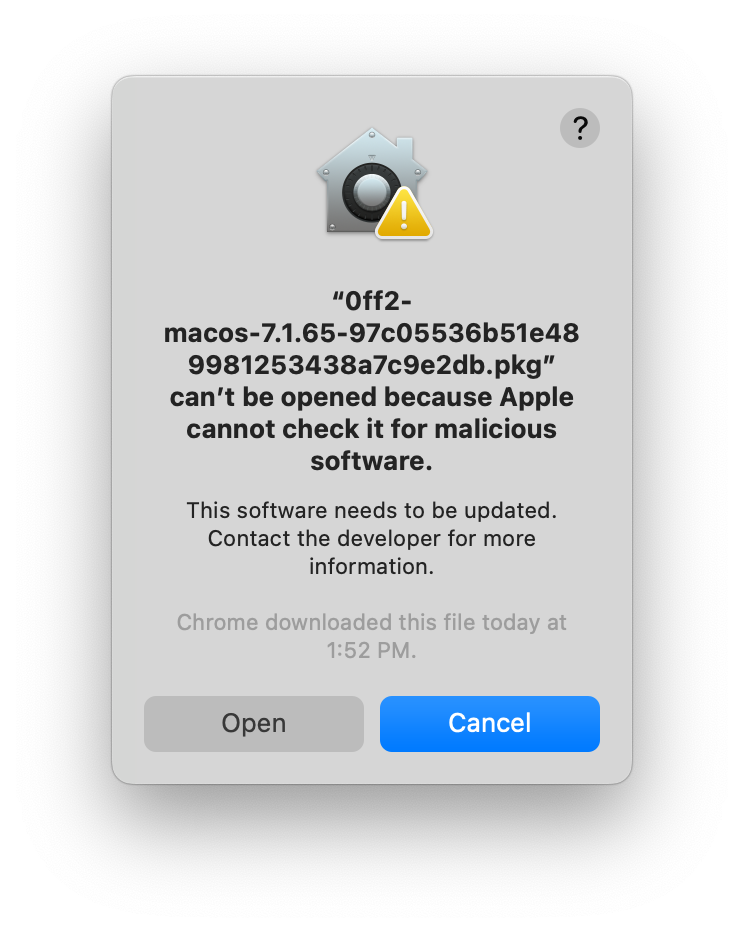 ?
“0ff2-
macos-7.1.65-97c05536b51e48
9981253438a7c9e2db.pkg”
can’t be opened because Apple
cannot check it for malicious
software.
This software needs to be updated.
Contact the developer for more
information.
Chrome downloaded this file today at
1:52 PM.
Open
Cancel